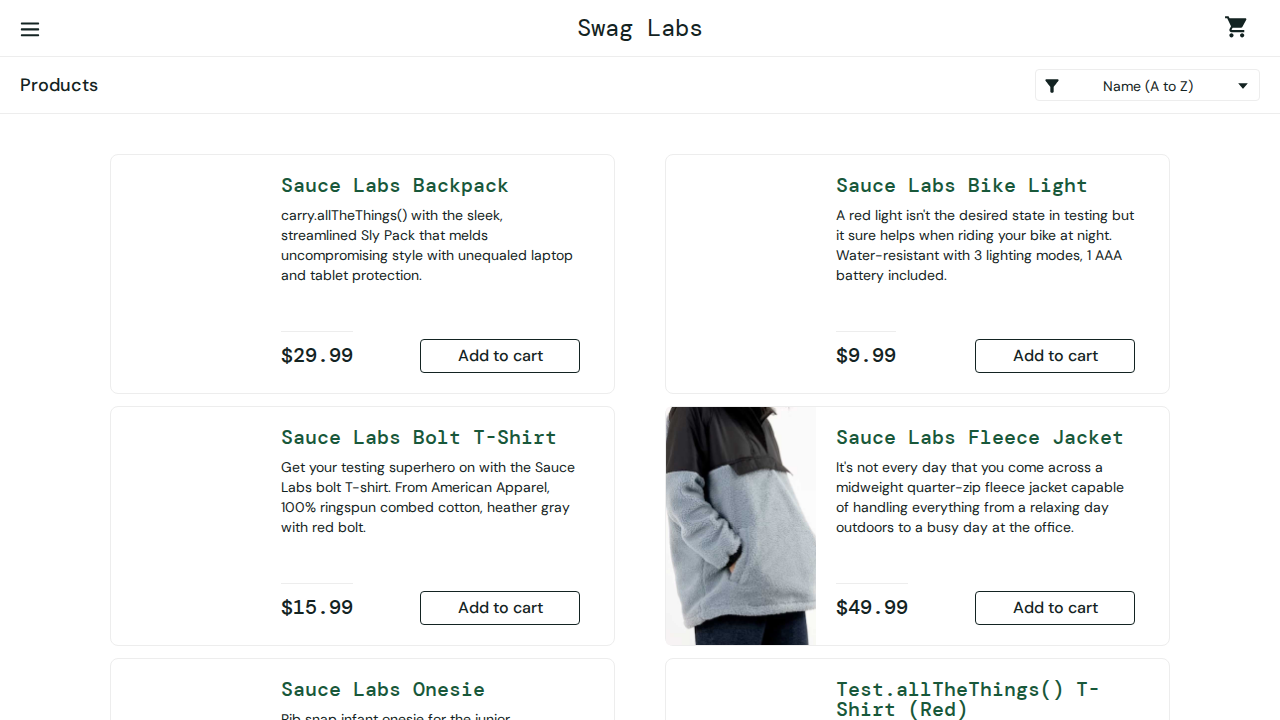 Swag Labs
Products
Name (A to Z)
Sauce Labs Backpack
carry.allTheThings() with the sleek,
streamlined Sly Pack that melds
uncompromising style with unequaled laptop
and tablet protection.
$29.99
Add to cart
Sauce Labs Bike Light
A red light isn't the desired state in testing but
it sure helps when riding your bike at night.
Water-resistant with 3 lighting modes, 1 AAA
battery included.
$9.99
Add to cart
Sauce Labs Bolt T-Shirt
Get your testing superhero on with the Sauce
Labs bolt T-shirt. From American Apparel,
100% ringspun combed cotton, heather gray
with red bolt.
$15.99
Add to cart
Sauce Labs Fleece Jacket
It's not every day that you come across a
midweight quarter-zip fleece jacket capable
of handling everything from a relaxing day
outdoors to a busy day at the office.
$49.99
Add to cart
Sauce Labs Onesie
Rib snap infant onesie for the junior
Test.allTheThings() T-
Shirt (Red)